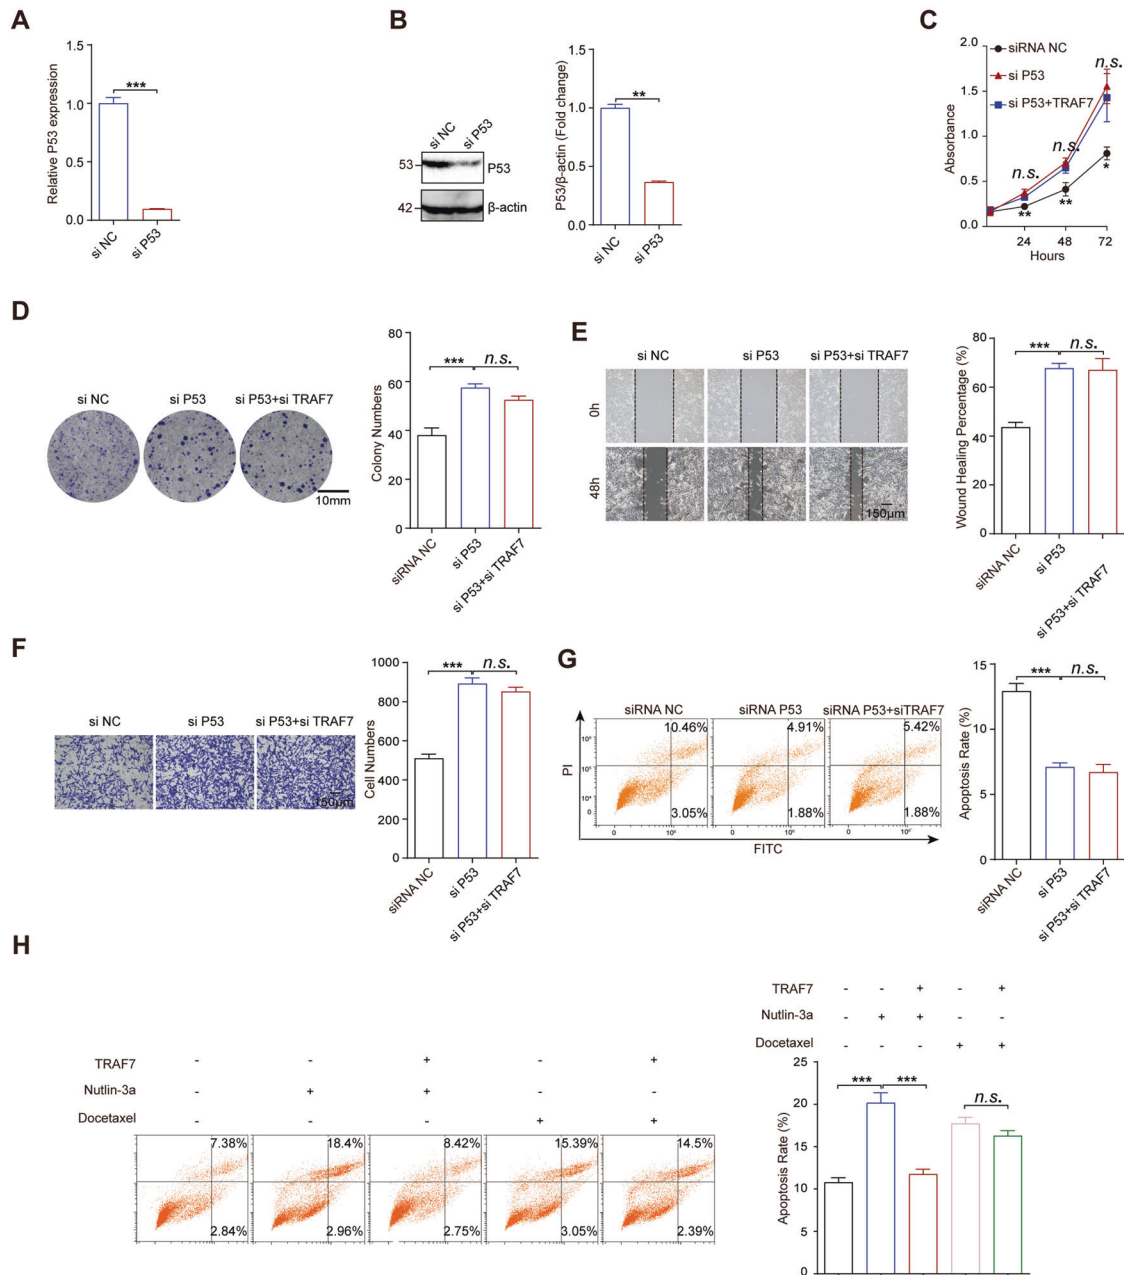 A
Relative P53 expression
1.5
1.0
0.5
0.0
***
si NC
si P53
B
si NC
si P53
53
P53
42
β-actin
P53/β-actin (Fold change)
1.5
1.0
0.5
0.0
**
si NC
si P53
C
siRNA NC
si P53
si P53+TRAF7
Absorbance
2.0
1.5
1.0
0.5
0.0
n.s.
n.s.
n.s.
**
**
*
24
48
72
Hours
D
si NC
si P53
si P53+si TRAF7
10mm
Colony Numbers
80
60
40
20
0
***
n.s.
siRNA NC
si P53
si P53+si TRAF7
E
si NC
si P53
si P53+si TRAF7
0h
48h
150μm
Wound Healing Percentage (%)
80
60
40
20
0
***
n.s.
siRNA NC
si P53
si P53+si TRAF7
F
si NC
si P53
si P53+si TRAF7
150μm
Cell Numbers
1000
800
600
400
200
0
***
n.s.
siRNA NC
si P53
si P53+si TRAF7
G
siRNA NC
siRNA P53
siRNA P53+siTRAF7
10.46%
4.91%
5.42%
3.05%
1.88%
1.88%
PI
FITC
Apoptosis Rate (%)
15
10
5
0
***
n.s.
siRNA NC
si P53
si P53+si TRAF7
H
TRAF7 - - + - +
Nutlin-3a - + + - -
Docetaxel - - - + +
7.38%
18.4%
8.42%
15.39%
14.5%
2.84%
2.96%
2.75%
3.05%
2.39%
TRAF7 - - + - +
Nutlin-3a - + + - -
Docetaxel - - - + +
Apoptosis Rate (%)
25
20
15
10
5
0
***
***
n.s.